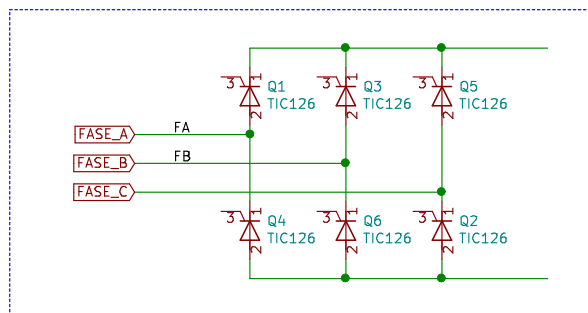 3 1 Q1 3 1 Q3 3 1 Q5
2 TIC126 2 TIC126 2 TIC126
FASE_A FA
FASE_B FB
FASE_C
3 1 Q4 3 1 Q6 3 1 Q2
2 TIC126 2 TIC126 2 TIC126